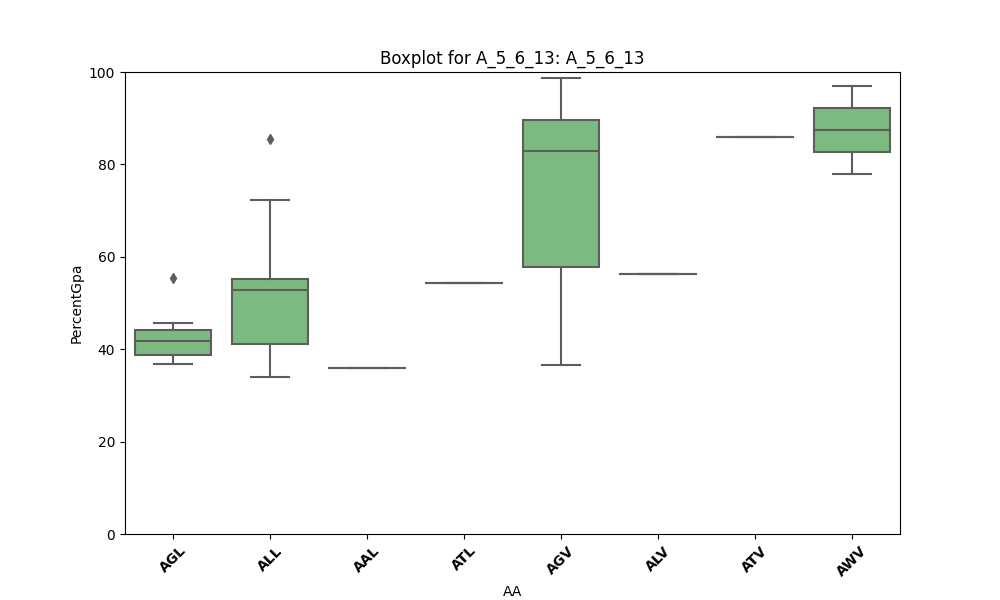 Boxplot for A_5_6_13: A_5_6_13
PercentGpa
100
80
60
40
20
0
AGL
ALL
AAL
ATL
AGV
ALV
ATV
AWV
AA